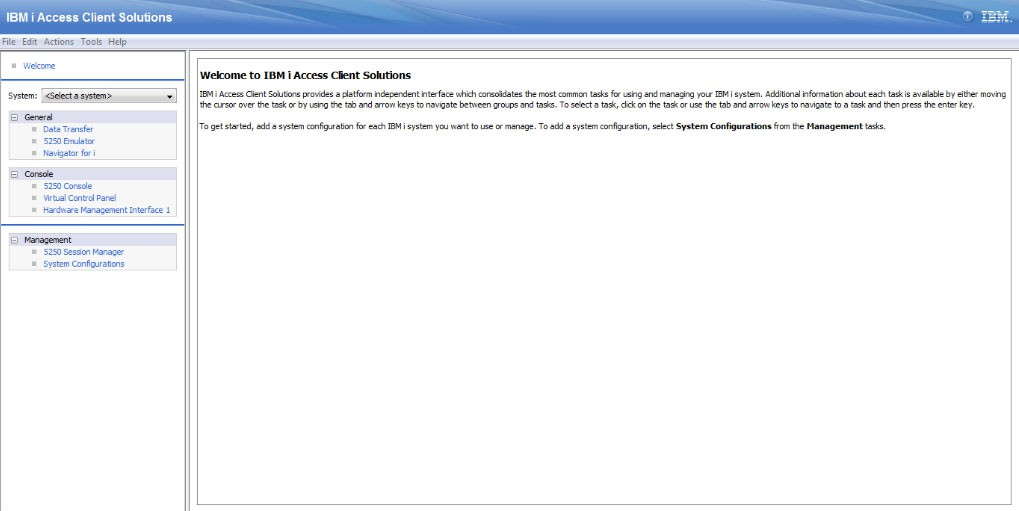 IBM i Access Client Solutions
IBM.
File Edit Actions Tools Help
Welcome
System: <Select a system>
General
Data Transfer
5250 Emulator
Navigator for i
Console
5250 Console
Virtual Control Panel
Hardware Management Interface 1
Management
5250 Session Manager
System Configurations
Welcome to IBM i Access Client Solutions
IBM i Access Client Solutions provides a platform independent interface which consolidates the most common tasks for using and managing your IBM i system. Additional information about each task is available by either moving
the cursor over the task or by using the tab and arrow keys to navigate between groups and tasks. To select a task, click on the task or use the tab and arrow keys to navigate to a task and then press the enter key.
To get started, add a system configuration for each IBM i system you want to use or manage. To add a system configuration, select System Configurations from the Management tasks.